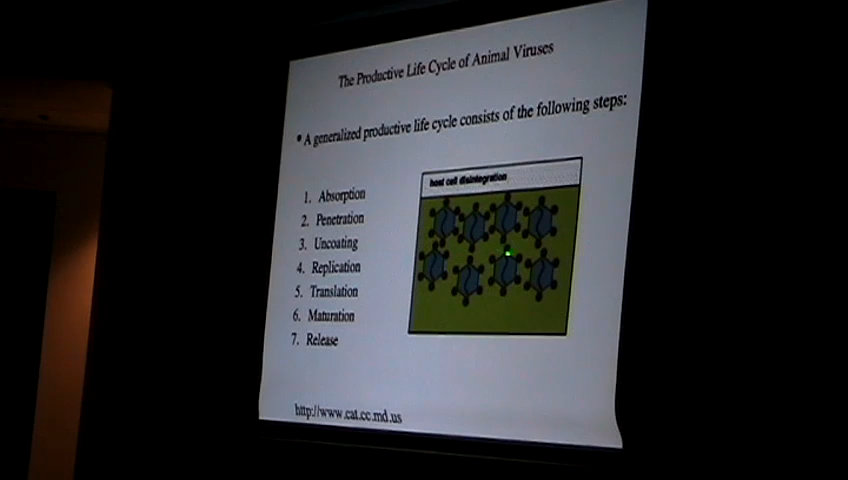 The Productive Life Cycle of Animal Viruses
• A generalized productive life cycle consists of the following steps:
host cell disintegration
1. Absorption
2. Penetration
3. Uncoating
4. Replication
5. Translation
6. Maturation
7. Release
http://www.cat.cc.md.us